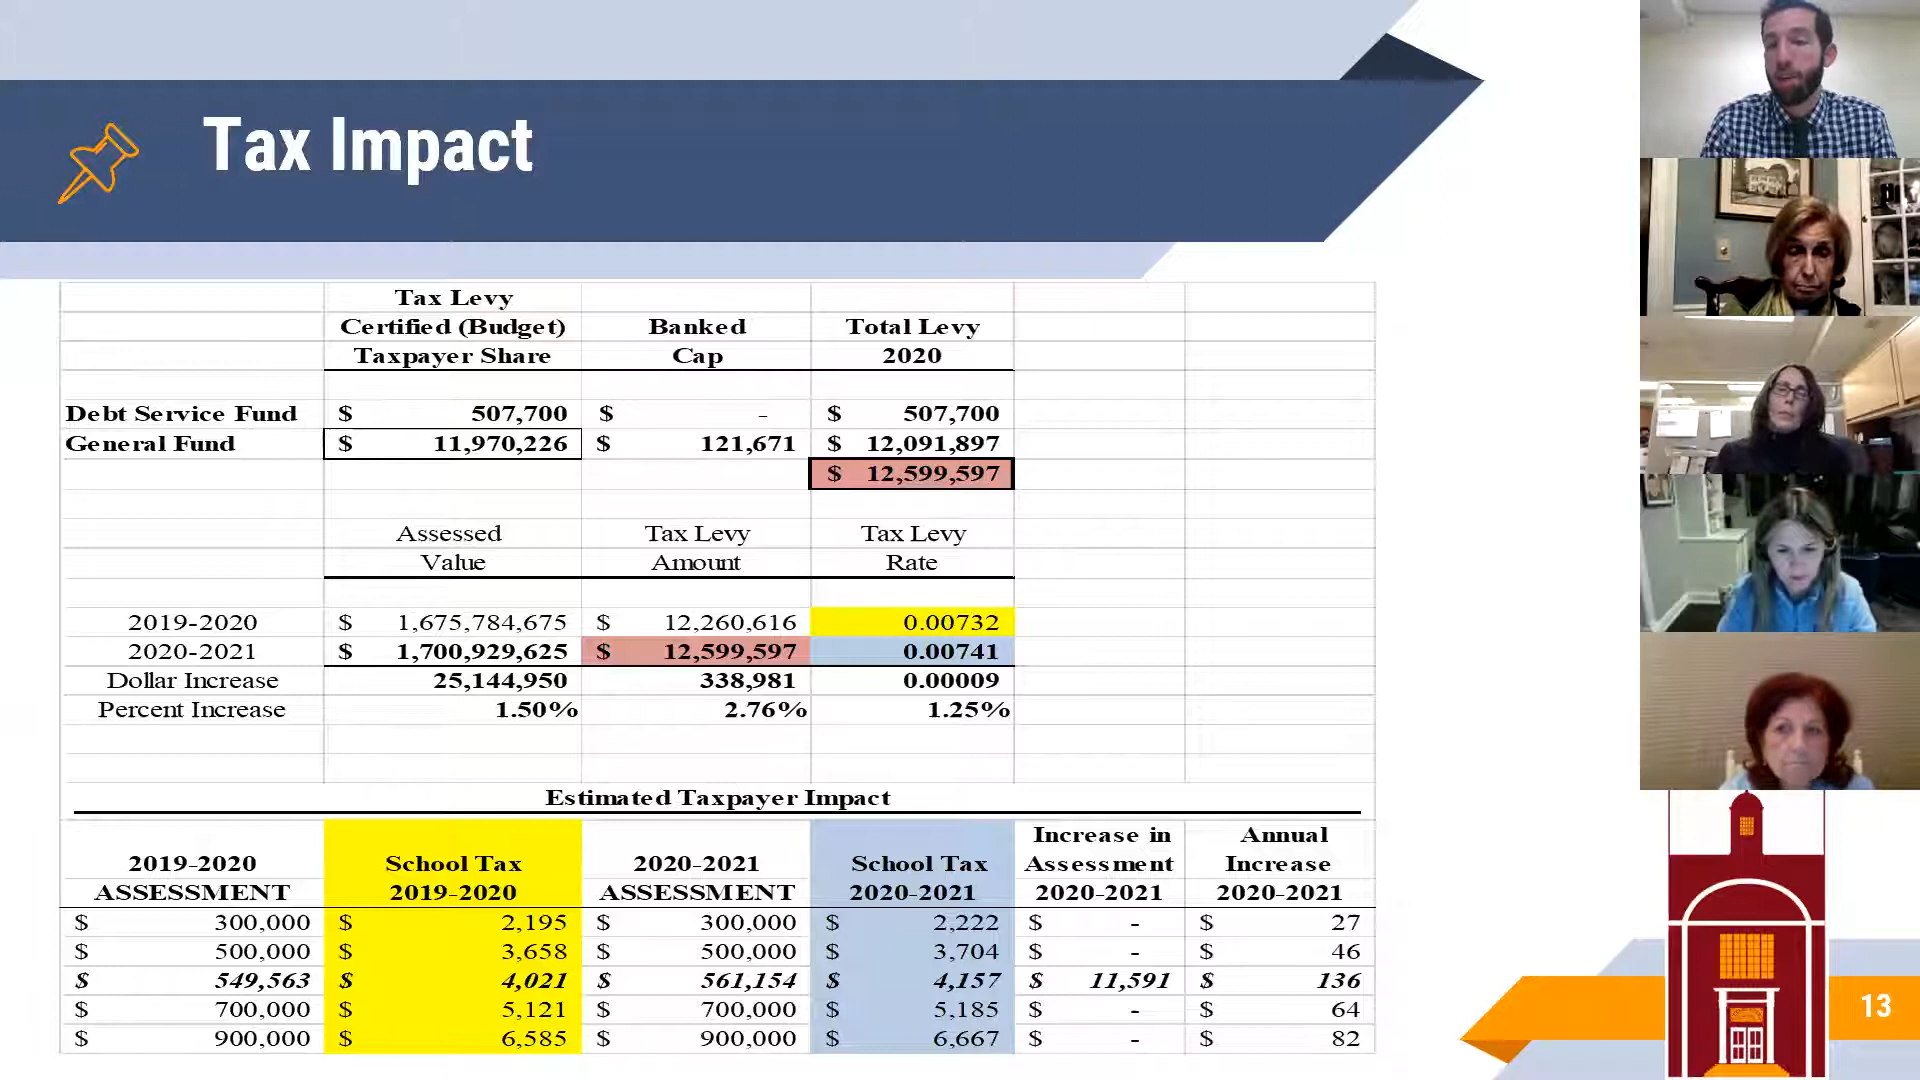 Tax Impact
Tax Levy
Certified (Budget) Banked Total Levy
Taxpayer Share Cap 2020
Debt Service Fund $ 507,700 $ - $ 507,700
General Fund $ 11,970,226 $ 121,671 $ 12,091,897
$ 12,599,597
Assessed Tax Levy Tax Levy
Value Amount Rate
2019-2020 $ 1,675,784,675 $ 12,260,616 0.00732
2020-2021 $ 1,700,929,625 $ 12,599,597 0.00741
Dollar Increase 25,144,950 338,981 0.00009
Percent Increase 1.50% 2.76% 1.25%
Estimated Taxpayer Impact
Increase in Annual
2019-2020 School Tax 2020-2021 School Tax Assessment Increase
ASSESSMENT 2019-2020 ASSESSMENT 2020-2021 2020-2021 2020-2021
$ 300,000 $ 2,195 $ 300,000 $ 2,222 $ - $ 27
$ 500,000 $ 3,658 $ 500,000 $ 3,704 $ - $ 46
$ 549,563 $ 4,021 $ 561,154 $ 4,157 $ 11,591 $ 136
$ 700,000 $ 5,121 $ 700,000 $ 5,185 $ - $ 64
$ 900,000 $ 6,585 $ 900,000 $ 6,667 $ - $ 82
13